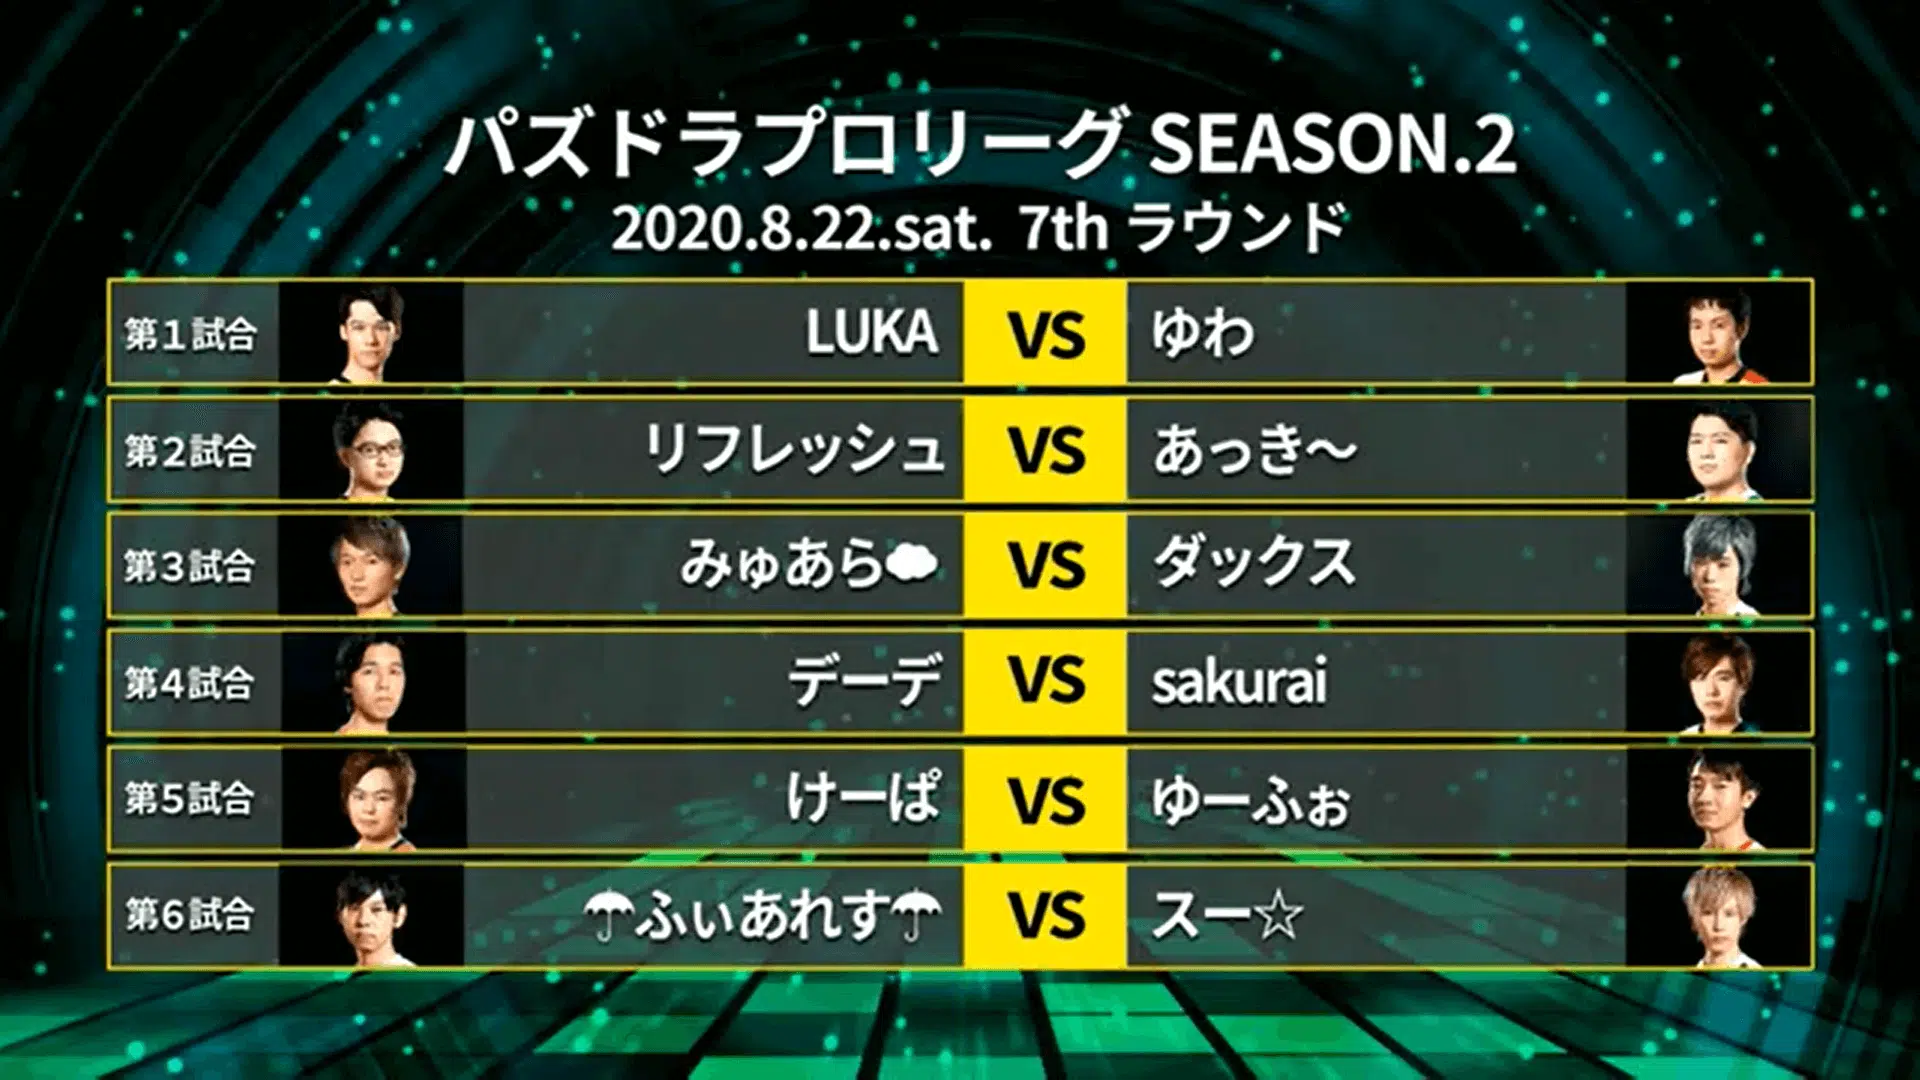 パズドラプロリーグ SEASON.2
2020.8.22.sat. 7th ラウンド
第1試合 LUKA VS ゆわ
第2試合 リフレッシュ VS あっき〜
第3試合 みゅあら☁ VS ダックス
第4試合 デーデ VS sakurai
第5試合 けーぱ VS ゆーふぉ
第6試合 ☂ふぃあれす☂ VS スー☆